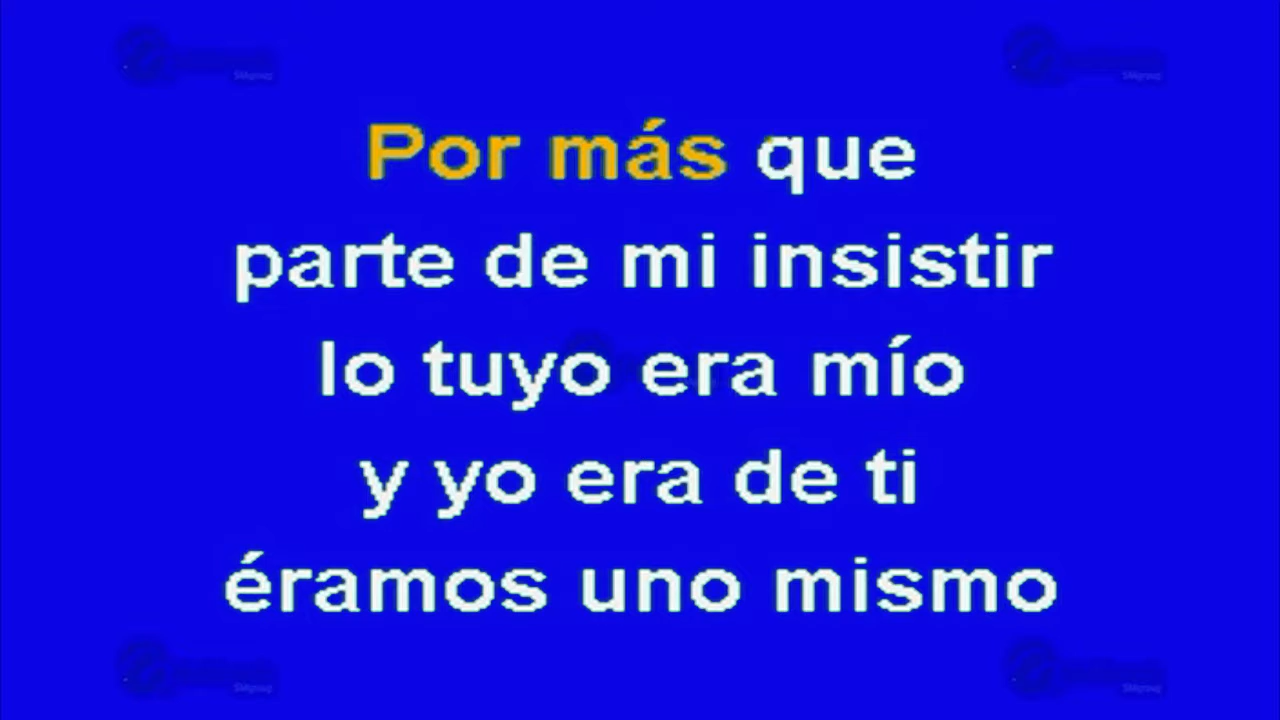 Por más que
parte de mi insistir
lo tuyo era mío
y yo era de ti
éramos uno mismo